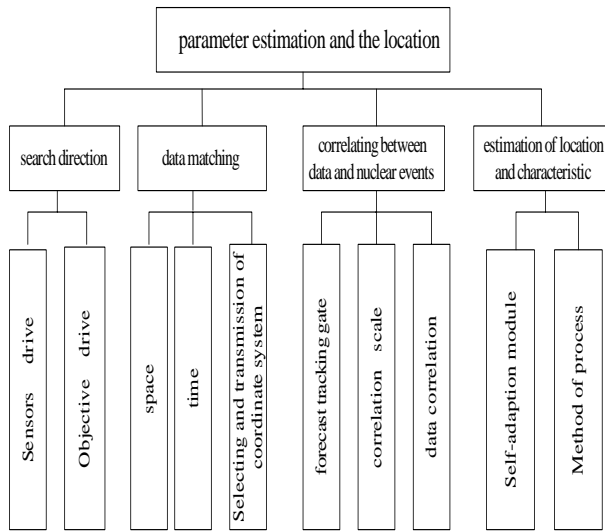 parameter estimation and the location
search direction
data matching
correlating between
data and nuclear events
estimation of location
and characteristic
Sensors drive
Objective drive
space
time
Selecting and transmission of
coordinate system
forecast tracking gate
correlation scale
data correlation
Self-adaption module
Method of process